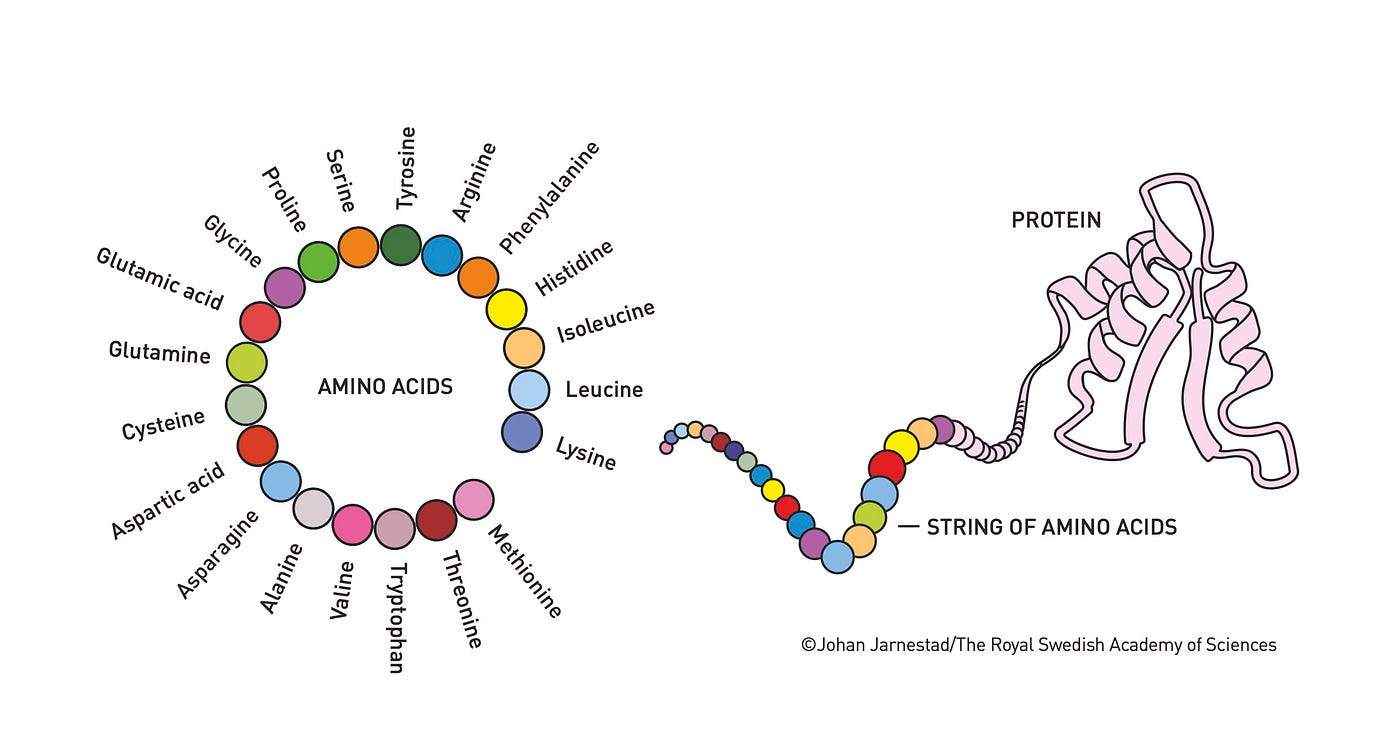 Glutamic acid
Glycine
Proline
Serine
Tyrosine
Arginine
Phenylalanine
Histidine
Isoleucine
Leucine
Lysine
Glutamine
Cysteine
Aspartic acid
Asparagine
Alanine
Valine
Tryptophan
Threonine
Methionine
AMINO ACIDS
PROTEIN
STRING OF AMINO ACIDS
©Johan Jarnestad/The Royal Swedish Academy of Sciences